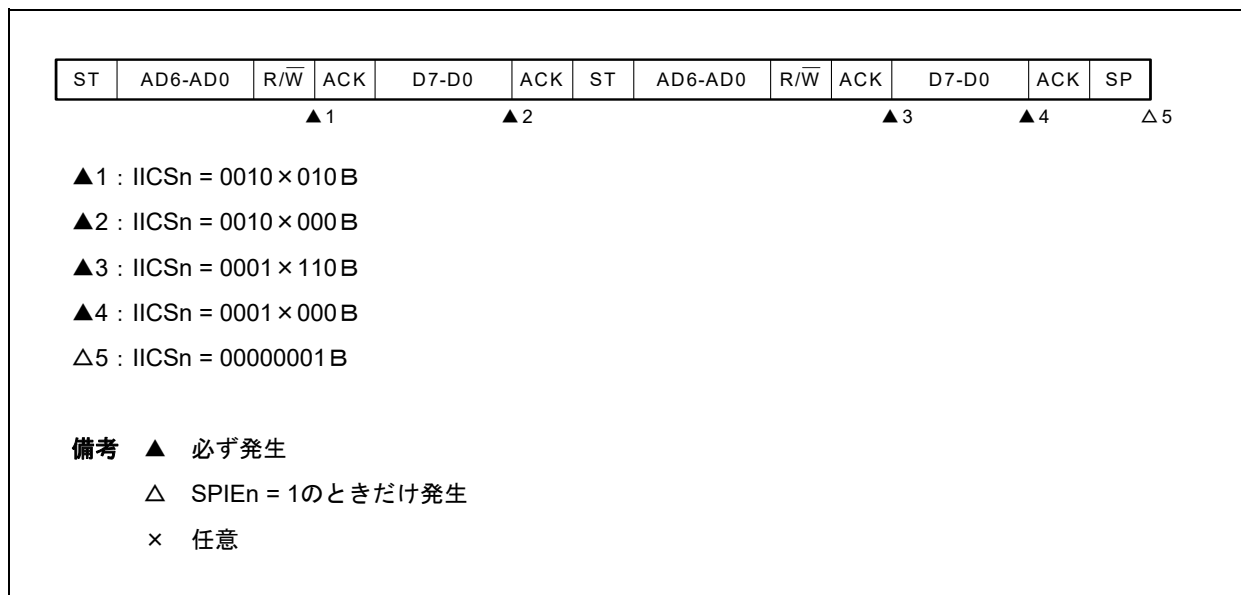 ST AD6-AD0 R/W̅ ACK D7-D0 ACK ST AD6-AD0 R/W̅ ACK D7-D0 ACK SP
▲1 ▲2 ▲3 ▲4 △5
▲1：IICSn = 0010×010B
▲2：IICSn = 0010×000B
▲3：IICSn = 0001×110B
▲4：IICSn = 0001×000B
△5：IICSn = 00000001B
備考 ▲ 必ず発生
△ SPIEn = 1のときだけ発生
× 任意